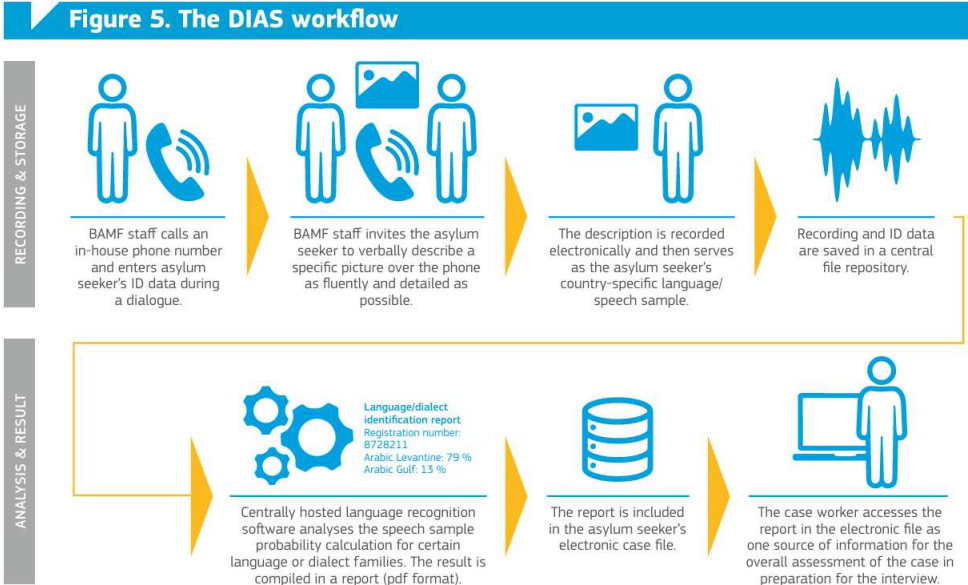 Figure 5. The DIAS workflow
RECORDING & STORAGE
BAMF staff calls an
in-house phone number
and enters asylum
seeker's ID data during
a dialogue.
BAMF staff invites the asylum
seeker to verbally describe a
specific picture over the phone
as fluently and detailed as
possible.
The description is recorded
electronically and then serves
as the asylum seeker's
country-specific language/
speech sample.
Recording and ID data
are saved in a central
file repository.
ANALYSIS & RESULT
Language/dialect
identification report
Registration number:
8728211
Arabic Levantine: 79 %
Arabic Gulf: 13 %
Centrally hosted language recognition
software analyses the speech sample
probability calculation for certain
language or dialect families. The result is
compiled in a report (pdf format).
The report is included
in the asylum seeker's
electronic case file.
The case worker accesses the
report in the electronic file as
one source of information for the
overall assessment of the case in
preparation for the interview.